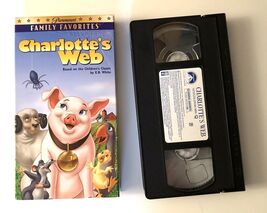 Paramount
FAMILY FAVORITES
Charlotte's
Web
Based on the Children's Classic
by E.B. White
CHARLOTTE'S WEB